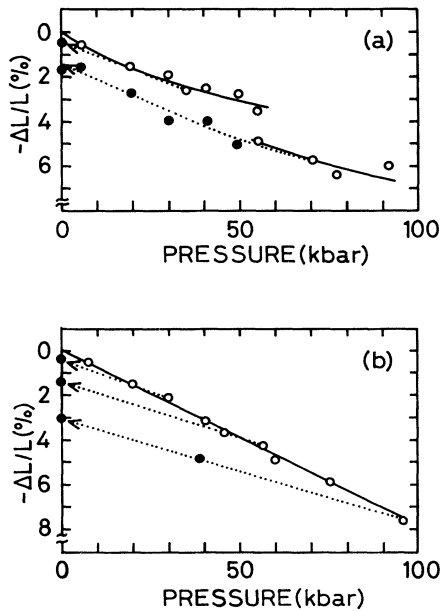 (a)
0
2
4
6
-ΔL/L(%)
0 50 100
PRESSURE(kbar)
(b)
0
2
4
6
8
-ΔL/L(%)
0 50 100
PRESSURE(kbar)